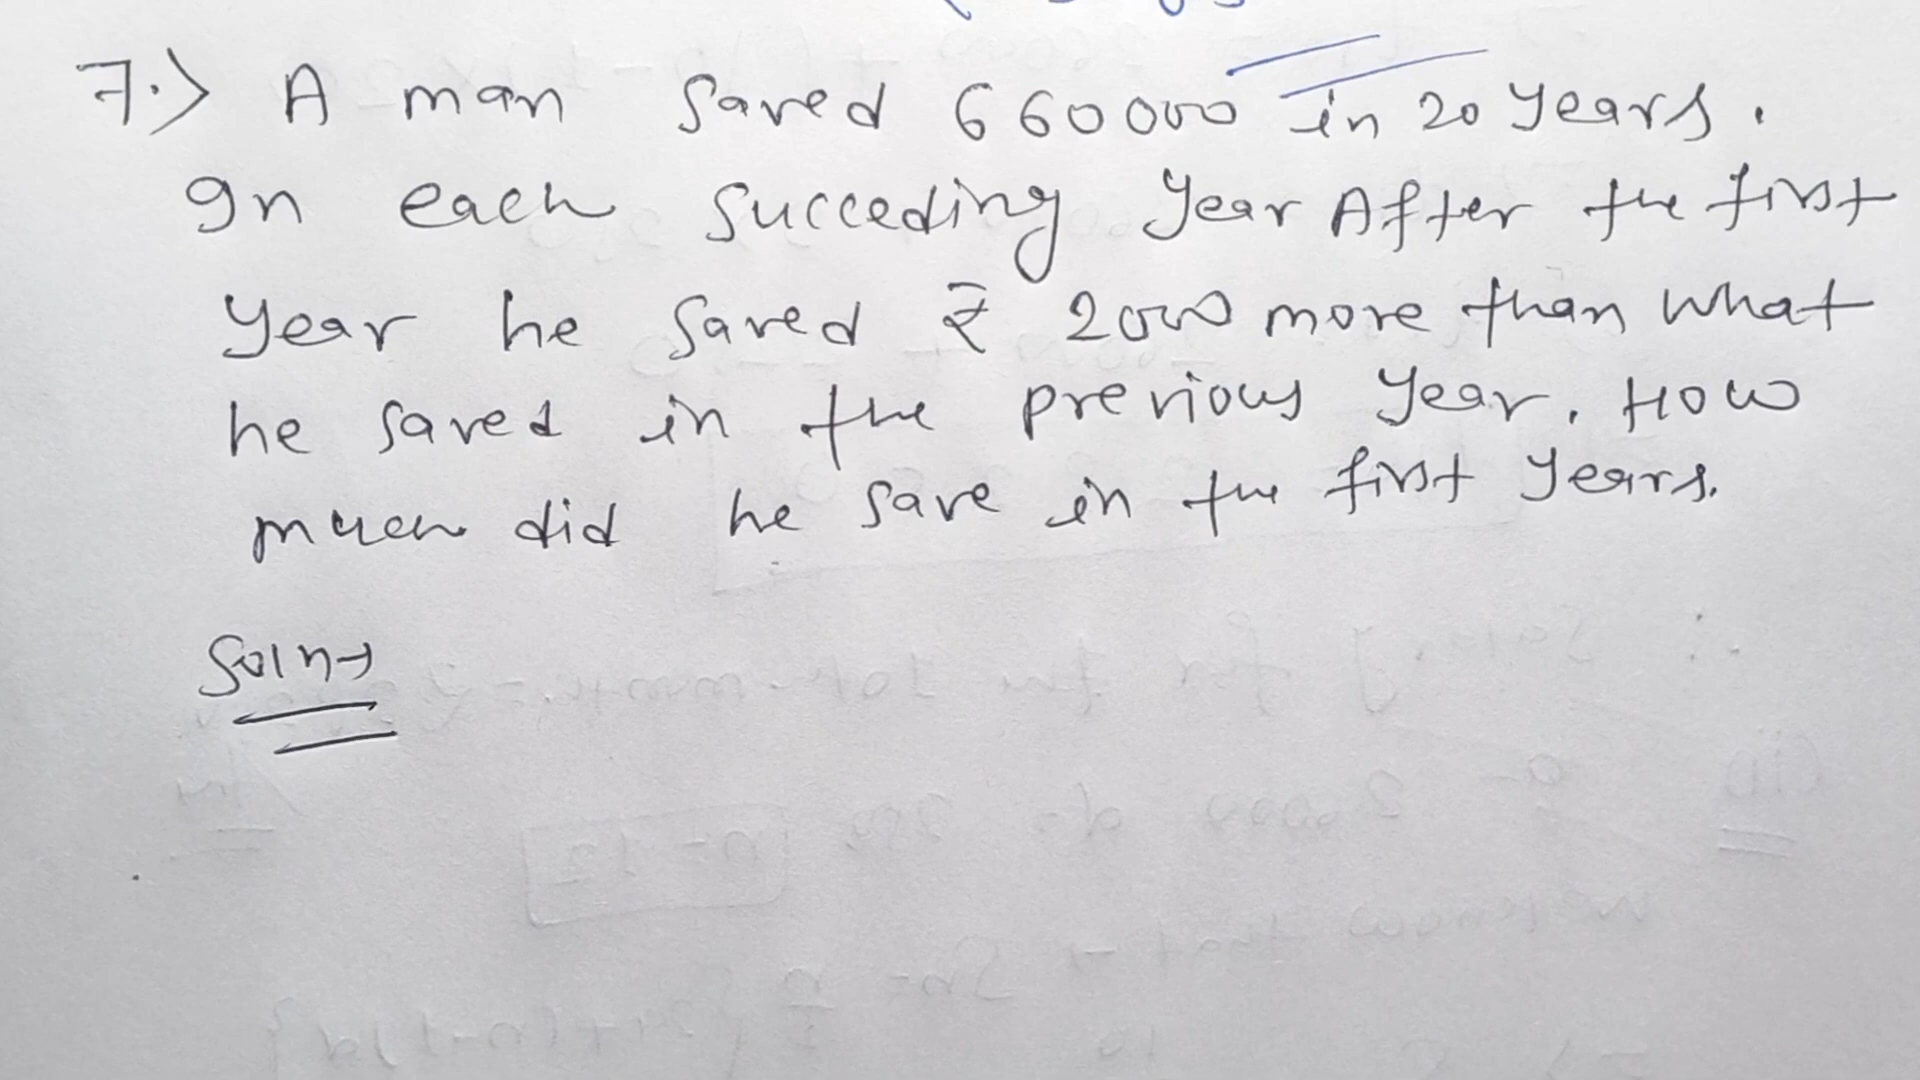 7.) A man saved 660000 in 20 years.
In each succeding year After the first
year he saved ₹ 2000 more than what
he saved in the previous year. How
much did he save in the first years.
Soln→